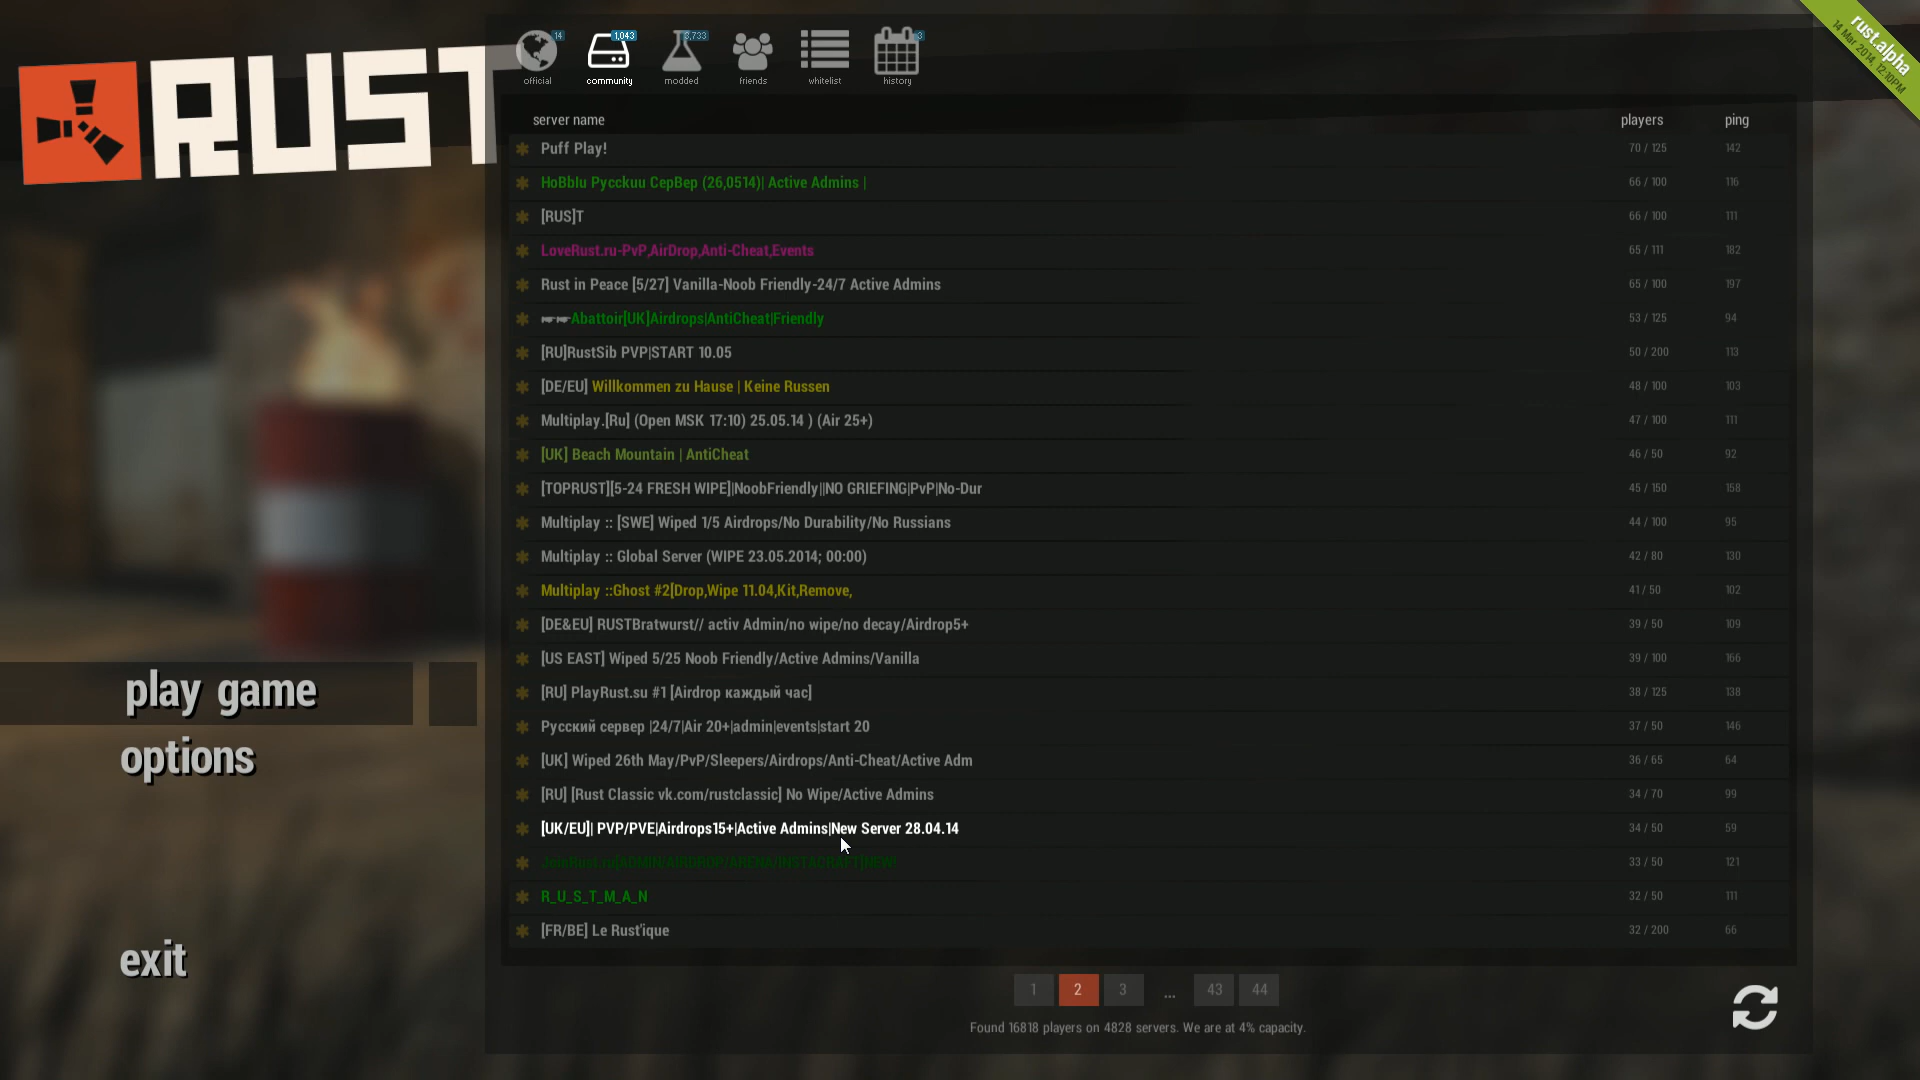 RUST
rust.alpha
14 Mar 2014, 12:10PM
14
1,043
3,733
3
official
community
modded
friends
whitelist
history
server name players ping
Puff Play! 70 / 125 142
HoBbIu Pycckuu CepBep (26,0514)| Active Admins | 66 / 100 116
[RUS]T 66 / 100 111
LoveRust.ru-PvP,AirDrop,Anti-Cheat,Events 65 / 111 182
Rust in Peace [5/27] Vanilla-Noob Friendly-24/7 Active Admins 65 / 100 197
Abattoir[UK]Airdrops|AntiCheat|Friendly 53 / 125 94
[RU]RustSib PVP|START 10.05 50 / 200 113
[DE/EU] Willkommen zu Hause | Keine Russen 48 / 100 103
Multiplay.[Ru] (Open MSK 17:10) 25.05.14 ) (Air 25+) 47 / 100 111
[UK] Beach Mountain | AntiCheat 46 / 50 92
[TOPRUST][5-24 FRESH WIPE]|NoobFriendly||NO GRIEFING|PvP|No-Dur 45 / 150 158
Multiplay :: [SWE] Wiped 1/5 Airdrops/No Durability/No Russians 44 / 100 95
Multiplay :: Global Server (WIPE 23.05.2014; 00:00) 42 / 80 130
Multiplay ::Ghost #2[Drop,Wipe 11.04,Kit,Remove, 41 / 50 102
[DE&EU] RUSTBratwurst// activ Admin/no wipe/no decay/Airdrop5+ 39 / 50 109
[US EAST] Wiped 5/25 Noob Friendly/Active Admins/Vanilla 39 / 100 166
[RU] PlayRust.su #1 [Airdrop каждый час] 38 / 125 138
Русский сервер |24/7|Air 20+|admin|events|start 20 37 / 50 146
[UK] Wiped 26th May/PvP/Sleepers/Airdrops/Anti-Cheat/Active Adm 36 / 65 64
[RU] [Rust Classic vk.com/rustclassic] No Wipe/Active Admins 34 / 70 99
[UK/EU]| PVP/PVE|Airdrops15+|Active Admins|New Server 28.04.14 34 / 50 59
JoinRust.ru[ADMIN/AIRDROP/ARENA/INSTACRAFT]NEW! 33 / 50 121
R_U_S_T_M_A_N 32 / 50 111
[FR/BE] Le Rust'ique 32 / 200 66
play game
options
exit
1 2 3 ... 43 44
Found 16818 players on 4828 servers. We are at 4% capacity.